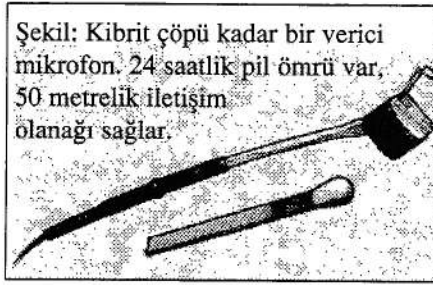 Şekil: Kibrit çöpü kadar bir verici
mikrofon. 24 saatlik pil ömrü var,
50 metrelik iletişim
olanağı sağlar.